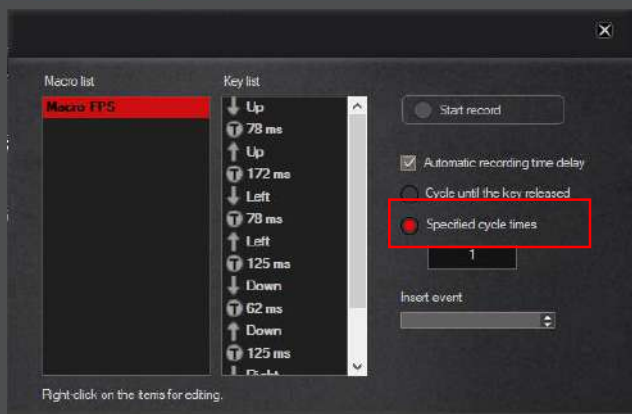 Macro list
Key list
Macro FPS
Up
78 ms
Up
172 ms
Left
78 ms
Left
125 ms
Down
62 ms
Down
125 ms
Right
Start record
Automatic recording time delay
Cycle until the key released
Specified cycle times
1
Insert event
Right-click on the items for editing.